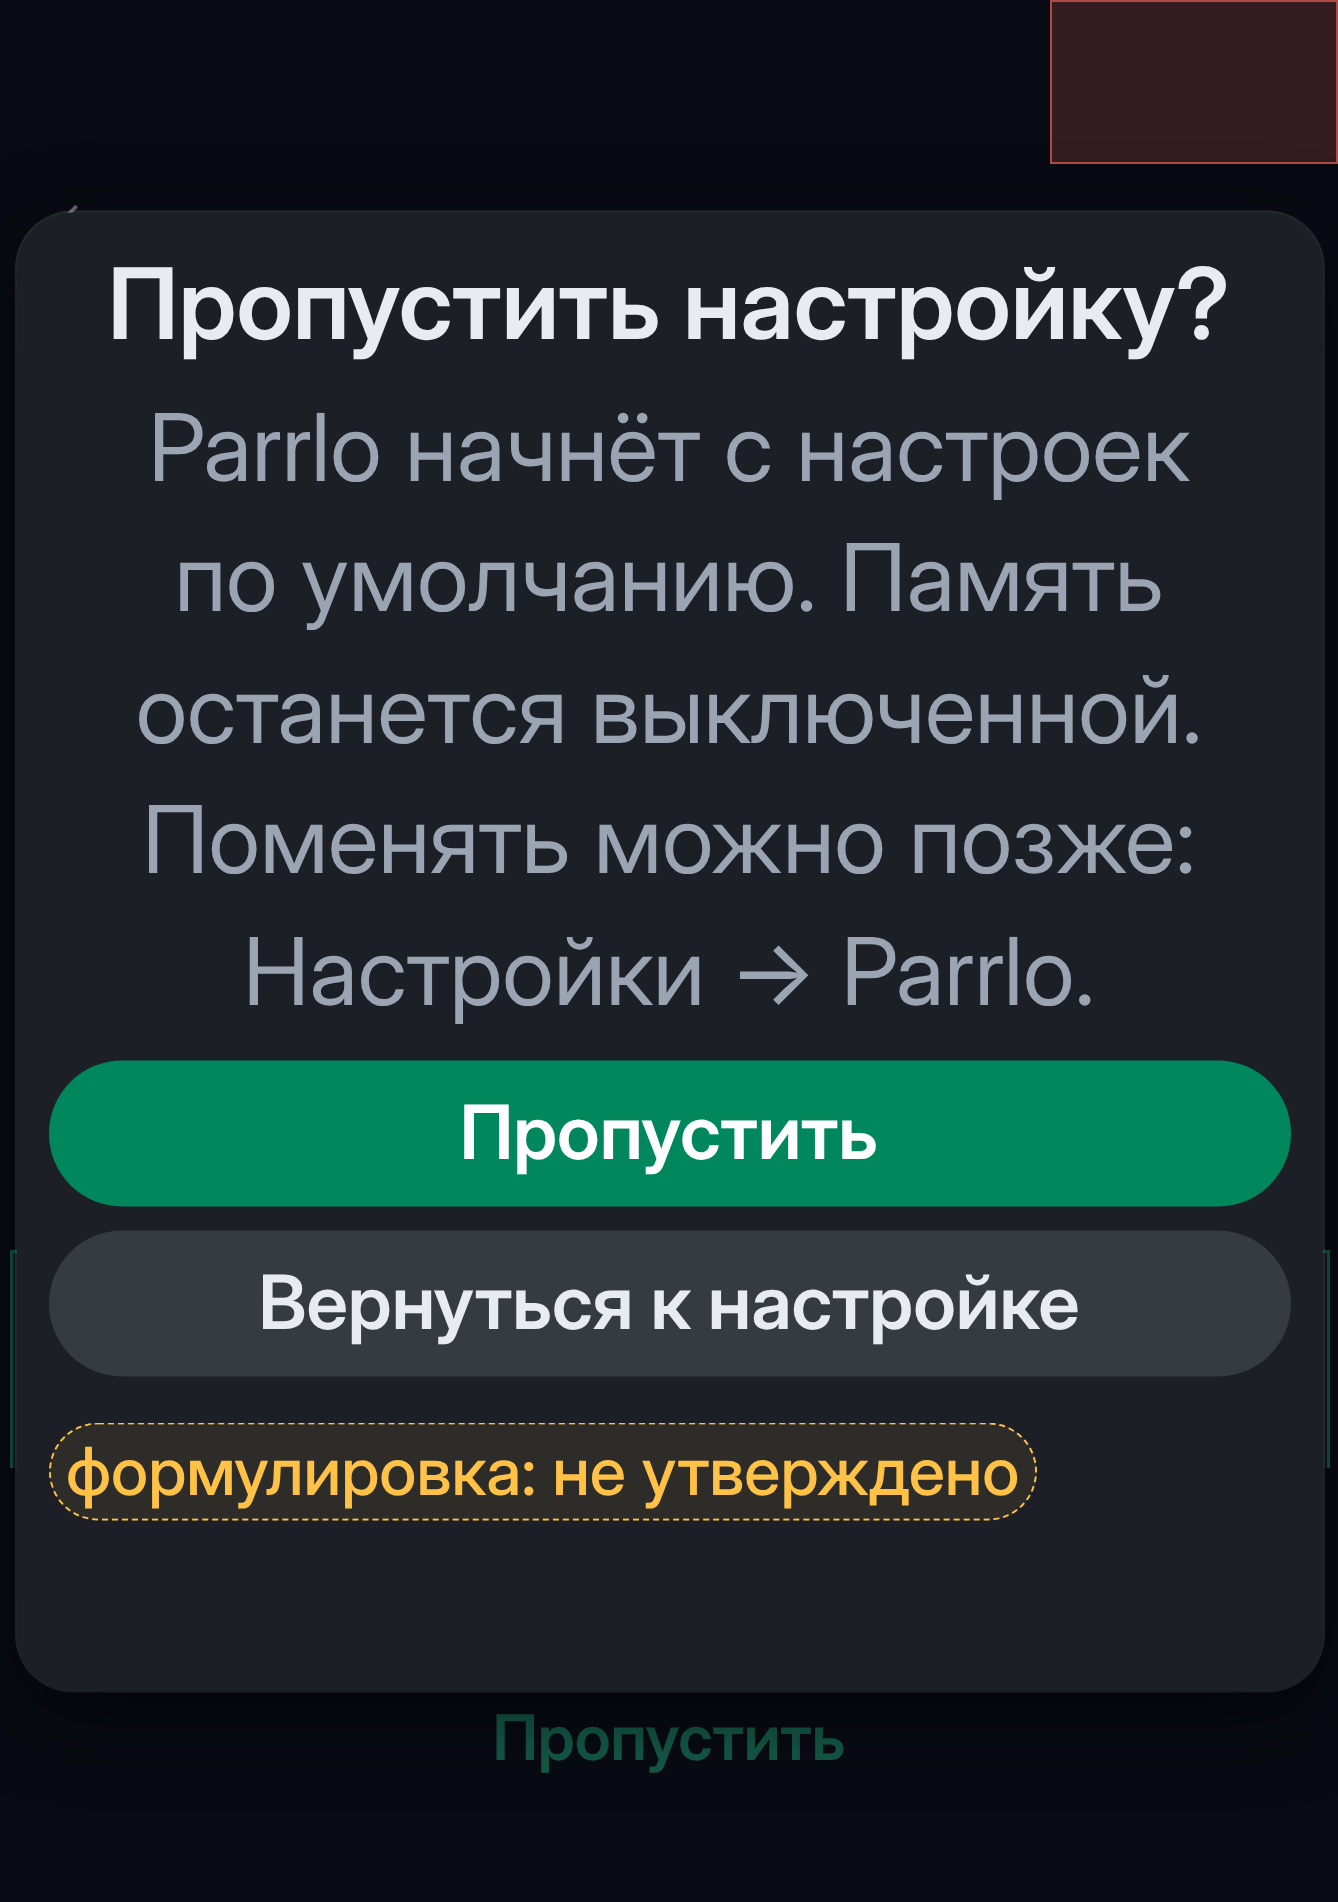 Пропустить настройку?
Parrlo начнёт с настроек
по умолчанию. Память
останется выключенной.
Поменять можно позже:
Настройки → Parrlo.
Пропустить
Вернуться к настройке
формулировка: не утверждено
Пропустить